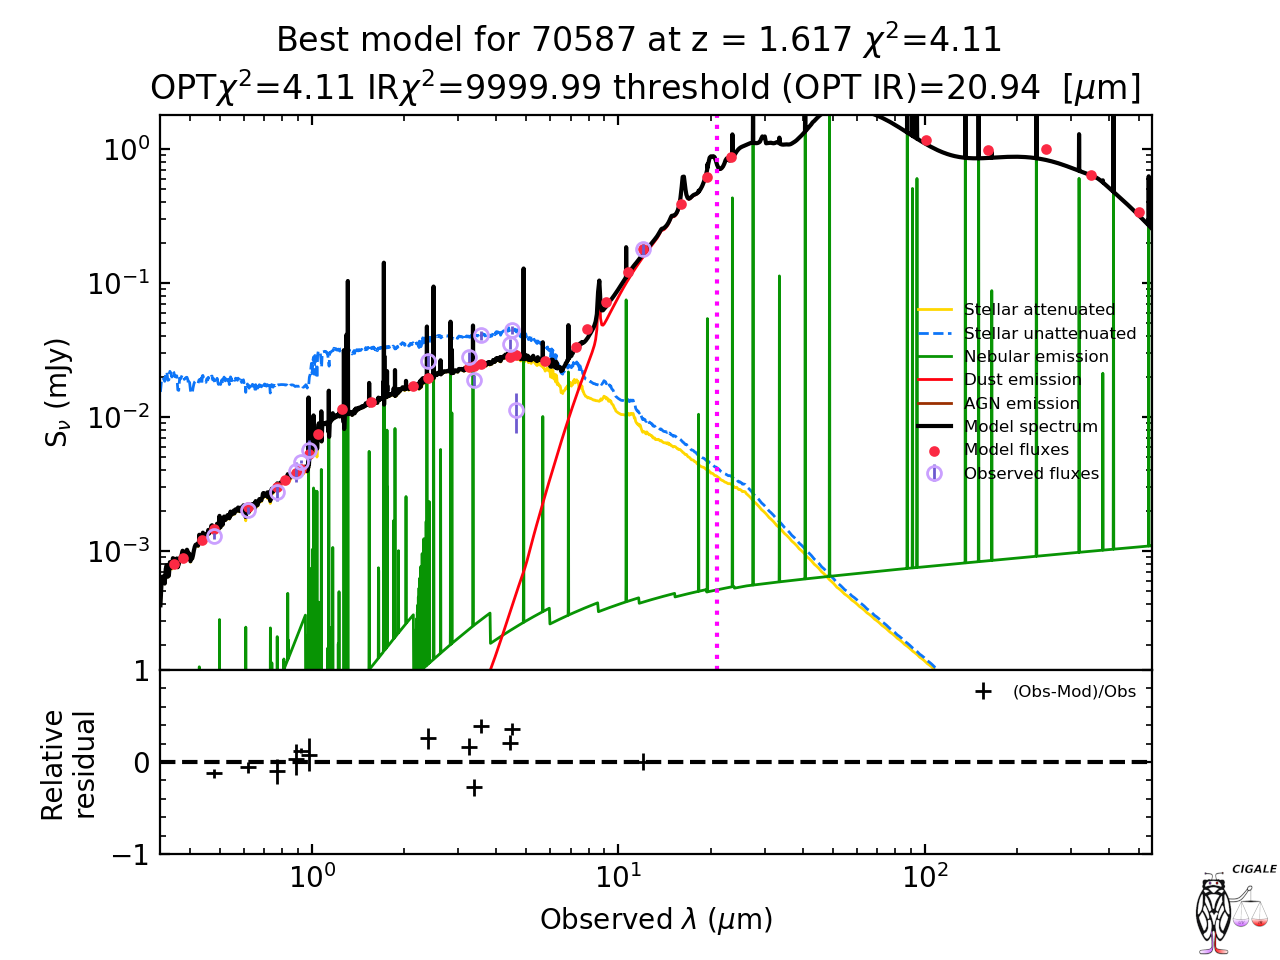 Best model for 70587 at z = 1.617 χ²=4.11
OPTχ²=4.11 IRχ²=9999.99 threshold (OPT IR)=20.94 [μm]
10⁰
10⁻¹
10⁻²
10⁻³
S_ν (mJy)
Stellar attenuated
Stellar unattenuated
Nebular emission
Dust emission
AGN emission
Model spectrum
Model fluxes
Observed fluxes
1
0
−1
Relative
residual
(Obs-Mod)/Obs
10⁰ 10¹ 10²
Observed λ (μm)
CIGALE